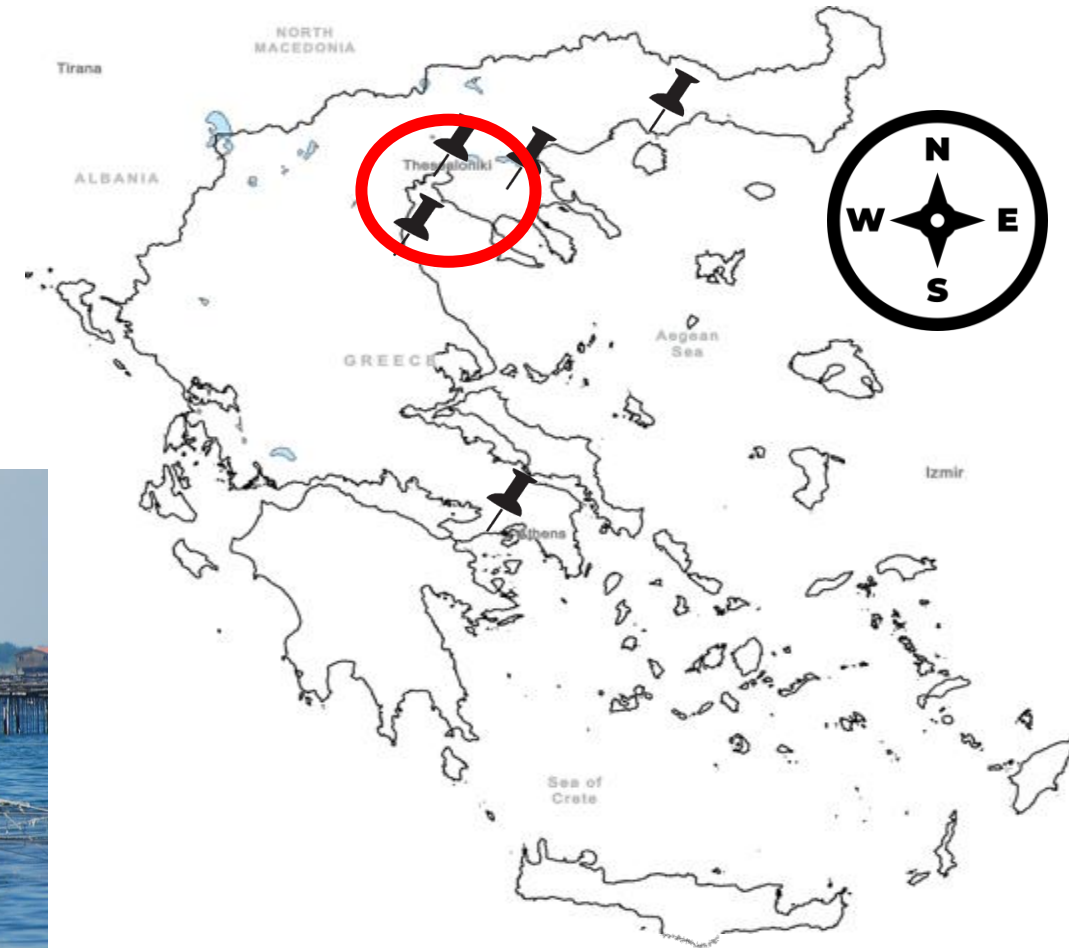 NORTH
MACEDONIA
Tirana
Thessaloniki
ALBANIA
N
W
E
S
Aegean
Sea
GREECE
Izmir
Athens
Sea of
Crete